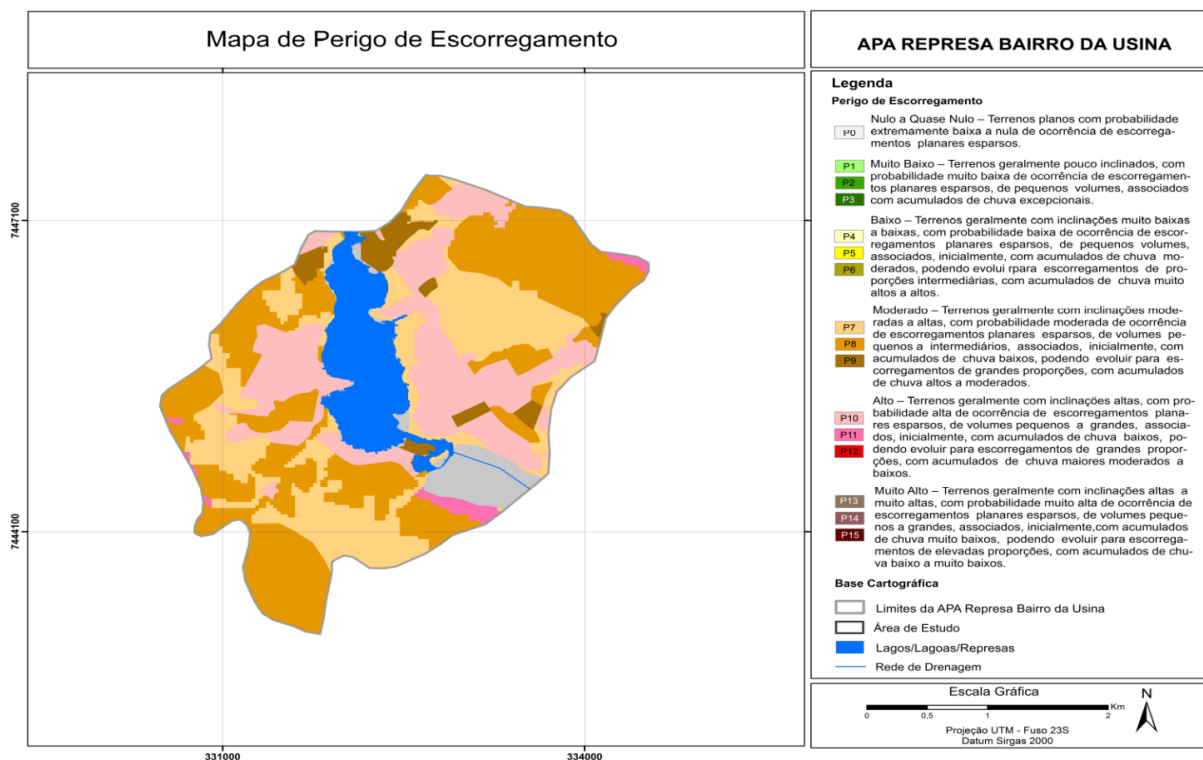 Mapa de Perigo de Escorregamento
APA REPRESA BAIRRO DA USINA
7447100
7444100
331000
334000
Legenda
Perigo de Escorregamento
P0
Nulo a Quase Nulo – Terrenos planos com probabilidade
extremamente baixa a nula de ocorrência de escorrega-
mentos planares esparsos.
P1
P2
P3
Muito Baixo – Terrenos geralmente pouco inclinados, com
probabilidade muito baixa de ocorrência de escorregamen-
tos planares esparsos, de pequenos volumes, associados
com acumulados de chuva excepcionais.
P4
P5
P6
Baixo – Terrenos geralmente com inclinações muito baixas
a baixas, com probabilidade baixa de ocorrência de escor-
regamentos planares esparsos, de pequenos volumes,
associados, inicialmente, com acumulados de chuva mo-
derados, podendo evolui rpara escorregamentos de pro-
porções intermediárias, com acumulados de chuva muito
altos a altos.
P7
P8
P9
Moderado – Terrenos geralmente com inclinações mode-
radas a altas, com probabilidade moderada de ocorrência
de escorregamentos planares esparsos, de volumes pe-
quenos a intermediários, associados, inicialmente, com
acumulados de chuva baixos, podendo evoluir para es-
corregamentos de grandes proporções, com acumulados
de chuva altos a moderados.
P10
P11
P12
Alto – Terrenos geralmente com inclinações altas, com pro-
babilidade alta de ocorrência de escorregamentos plana-
res esparsos, de volumes pequenos a grandes, associa-
dos, inicialmente, com acumulados de chuva baixos, po-
dendo evoluir para escorregamentos de grandes propor-
ções, com acumulados de chuva maiores moderados a
baixos.
P13
P14
P15
Muito Alto – Terrenos geralmente com inclinações altas a
muito altas, com probabilidade muito alta de ocorrência de
escorregamentos planares esparsos, de volumes peque-
nos a grandes, associados, inicialmente,com acumulados
de chuva muito baixos, podendo evoluir para escorrega-
mentos de elevadas proporções, com acumulados de chu-
va baixo a muito baixos.
Base Cartográfica
Limites da APA Represa Bairro da Usina
Área de Estudo
Lagos/Lagoas/Represas
Rede de Drenagem
Escala Gráfica
N
Km
0 0,5 1 2
Projeção UTM - Fuso 23S
Datum Sirgas 2000